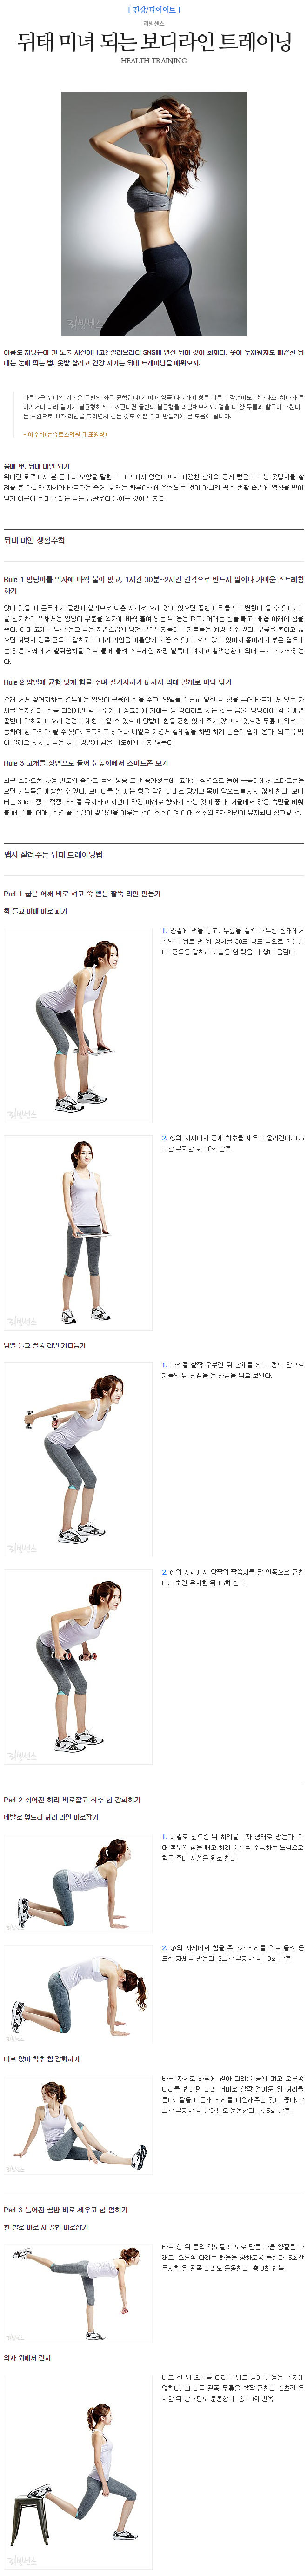 [ 건강/다이어트 ]
리빙센스
뒤태 미녀 되는 보디라인 트레이닝
HEALTH TRAINING
리빙센스
여름도 지났는데 웬 노출 사진이냐고? 셀러브리티 SNS에 연신 뒤태 컷이 화제다. 옷이 두꺼워져도 매끈한 뒤
태는 눈에 띄는 법. 옷발 살리고 건강 지키는 뒤태 트레이닝을 배워보자.
아름다운 뒤태의 기본은 골반의 좌우 균형입니다. 이때 양쪽 다리가 대칭을 이루어 각선미도 살아나죠. 치마가 돌
아가거나 다리 길이가 불균형하게 느껴진다면 골반의 불균형을 의심해보세요. 걸을 때 양 무릎과 발목이 스친다
는 느낌으로 11자 라인을 그리면서 걷는 것도 예쁜 뒤태 만들기에 큰 도움이 됩니다.
몸매 뿜, 뒤태 미인 되기
뒤태란 뒤쪽에서 본 몸매나 모양을 말한다. 머리에서 엉덩이까지 매끈한 상체와 곧게 뻗은 다리는 옷맵시를 살
려줄 뿐 아니라 자세가 바르다는 증거. 뒤태는 하루아침에 완성되는 것이 아니라 평소 생활 습관에 영향을 많이
받기 때문에 뒤태 살리는 작은 습관부터 들이는 것이 먼저다.
뒤태 미인 생활수칙
Rule 1 엉덩이를 의자에 바짝 붙여 앉고, 1시간 30분~2시간 간격으로 반드시 일어나 가벼운 스트레칭
하기
앉아 있을 때 몸무게가 골반에 실리므로 나쁜 자세로 오래 앉아 있으면 골반이 뒤틀리고 변형이 올 수 있다. 이
를 방지하기 위해서는 엉덩이 부분을 의자에 바짝 붙여 앉은 뒤 등은 펴고, 어깨는 힘을 빼고, 배를 아래에 힘을
준다. 이때 고개를 약간 들고 턱을 자연스럽게 당겨주면 일자목이나 거북목을 예방할 수 있다. 무릎을 붙이고 앉
으면 허벅지 안쪽 근육이 강화되어 다리 라인을 아름답게 가꿀 수 있다. 오래 앉아 있어서 종아리가 부은 경우에
는 앉은 자세에서 발뒤꿈치를 위로 들어 올려 스트레칭 하면 발목이 펴지고 혈액순환이 되어 부기가 가라앉는
다.
Rule 2 양발에 균형 있게 힘을 주며 설거지하기 & 서서 막대 걸레로 바닥 닦기
오래 서서 설거지하는 경우에는 엉덩이 근육에 힘을 주고, 양발을 적당히 벌린 뒤 힘을 주어 바르게 서 있는 자
세를 유지한다. 한쪽 다리에만 힘을 주거나 싱크대에 기대는 등 짝다리로 서는 것은 금물. 엉덩이에 힘을 빼면
골반이 약화되어 오리 엉덩이 체형이 될 수 있으며 양발에 힘을 균형 있게 주지 않고 서 있으면 무릎이 뒤로 이
동하여 휜 다리가 될 수 있다. 쪼그리고 앉거나 네발로 기면서 걸레질을 하면 허리 통증이 생길 수 있다. 되도록 막
대 걸레로 서서 바닥을 닦되 양팔에 힘을 과도하게 주지 않는다.
Rule 3 고개를 정면으로 들어 눈높이에서 스마트폰 보기
최근 스마트폰 사용 빈도의 증가로 목의 통증 또한 증가했는데, 고개를 정면으로 들어 눈높이에서 스마트폰을
보면 거북목을 예방할 수 있다. 모니터를 볼 때는 턱을 약간 아래로 당기고 목이 앞으로 빠지지 않게 한다. 모니
터는 30cm 정도 적정 거리를 유지하고 시선이 약간 아래로 향하게 하는 것이 좋다. 거울에서 앉은 측면을 비춰
볼 때 귓불, 어깨, 측면 골반 중심이 일직선을 이루는 것이 정상이며 이때 척추의 S자 라인이 유지되니 참고할 것.
맵시 살려주는 뒤태 트레이닝법
Part 1 굽은 어깨 바로 펴고 쭉 뻗은 팔뚝 라인 만들기
책 들고 어깨 바로 펴기
1. 양팔에 책을 놓고, 무릎을 살짝 구부린 상태에서
골반을 뒤로 뺀 뒤 상체를 30도 정도 앞으로 기울인
다. 근육을 강화하고 싶을 땐 책을 더 쌓아 올린다.
리빙센스
2. ①의 자세에서 곧게 척추를 세우며 올라간다. 1.5
초간 유지한 뒤 10회 반복.
리빙센스
덤벨 들고 팔뚝 라인 가다듬기
1. 다리를 살짝 구부린 뒤 상체를 30도 정도 앞으로
기울인 뒤 덤벨을 든 양팔을 뒤로 보낸다.
리빙센스
2. ①의 자세에서 양팔의 팔꿈치를 팔 안쪽으로 굽힌
다. 2초간 유지한 뒤 15회 반복.
리빙센스
Part 2 휘어진 허리 바로잡고 척추 힘 강화하기
네발로 엎드려 허리 라인 바로잡기
1. 네발로 엎드린 뒤 허리를 U자 형태로 만든다. 이
때 복부의 힘을 빼고 허리를 살짝 수축하는 느낌으로
힘을 주며 시선은 위로 한다.
리빙센스
2. ①의 자세에서 힘을 주다가 허리를 위로 올려 웅
크린 자세를 만든다. 3초간 유지한 뒤 10회 반복.
리빙센스
바로 앉아 척추 힘 강화하기
바른 자세로 바닥에 앉아 다리를 곧게 펴고 오른쪽
다리를 반대편 다리 너머로 살짝 걸어온 뒤 허리를
튼다. 팔을 이용해 허리를 이완해주는 것이 좋다. 2
초간 유지한 뒤 반대편도 운동한다. 총 5회 반복.
리빙센스
Part 3 틀어진 골반 바로 세우고 힙 업하기
한 발로 바로 서 골반 바로잡기
바로 선 뒤 몸의 각도를 90도로 만든 다음 양팔은 아
래로, 오른쪽 다리는 하늘을 향하도록 올린다. 5초간
유지한 뒤 왼쪽 다리도 운동한다. 총 8회 반복.
리빙센스
의자 위에서 런지
바로 선 뒤 오른쪽 다리를 뒤로 뻗어 발등을 의자에
얹힌다. 그 다음 왼쪽 무릎을 살짝 굽힌다. 2초간 유
지한 뒤 반대편도 운동한다. 총 10회 반복.
리빙센스